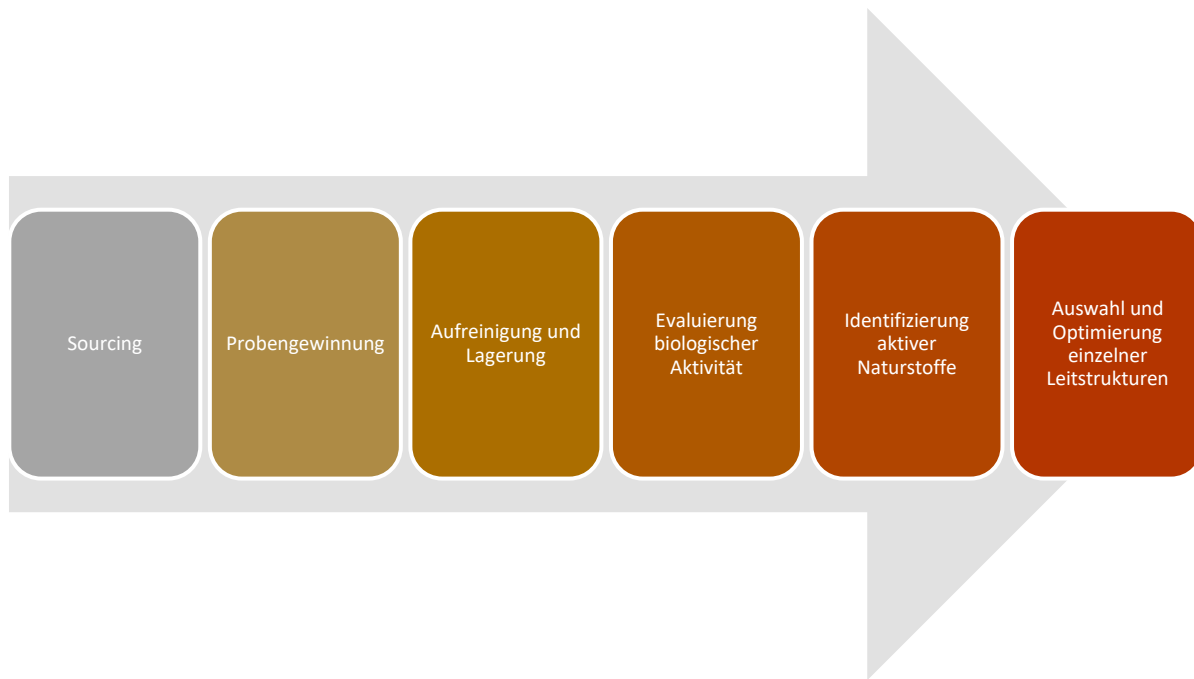 Sourcing
Probengewinnung
Aufreinigung und
Lagerung
Evaluierung
biologischer
Aktivität
Identifizierung
aktiver
Naturstoffe
Auswahl und
Optimierung
einzelner
Leitstrukturen